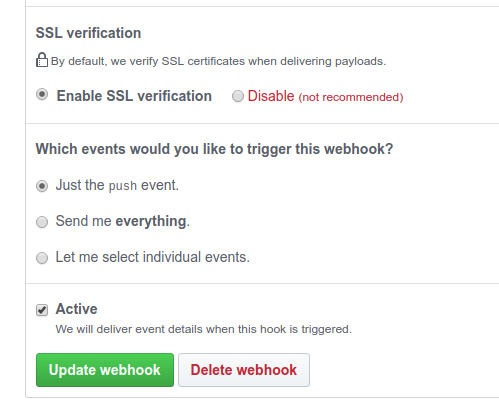 SSL verification
By default, we verify SSL certificates when delivering payloads.
Enable SSL verification Disable (not recommended)
Which events would you like to trigger this webhook?
Just the push event.
Send me everything.
Let me select individual events.
Active
We will deliver event details when this hook is triggered.
Update webhook Delete webhook